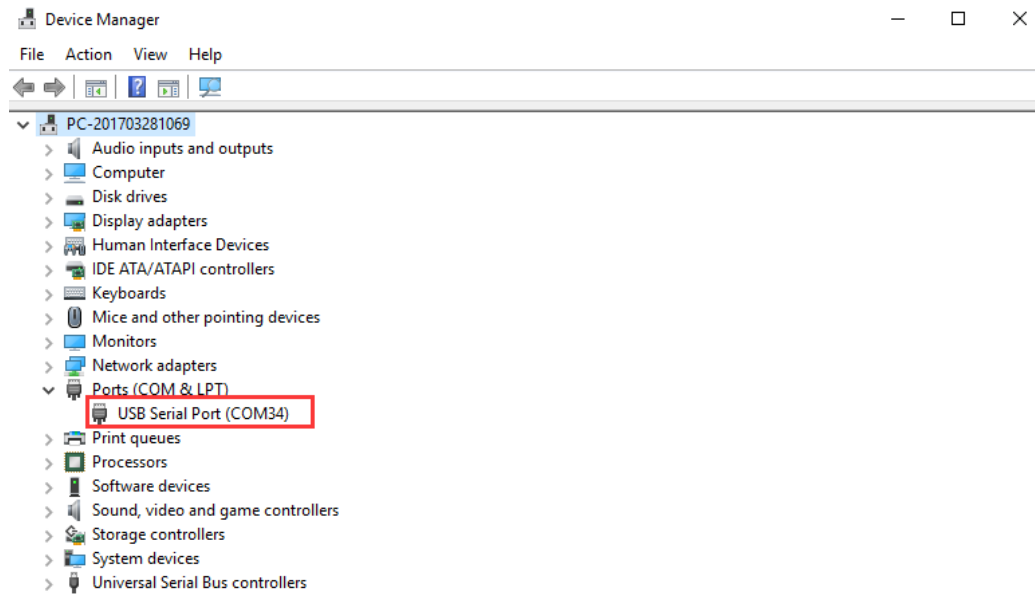 Device Manager
File Action View Help
PC-201703281069
Audio inputs and outputs
Computer
Disk drives
Display adapters
Human Interface Devices
IDE ATA/ATAPI controllers
Keyboards
Mice and other pointing devices
Monitors
Network adapters
Ports (COM & LPT)
USB Serial Port (COM34)
Print queues
Processors
Software devices
Sound, video and game controllers
Storage controllers
System devices
Universal Serial Bus controllers